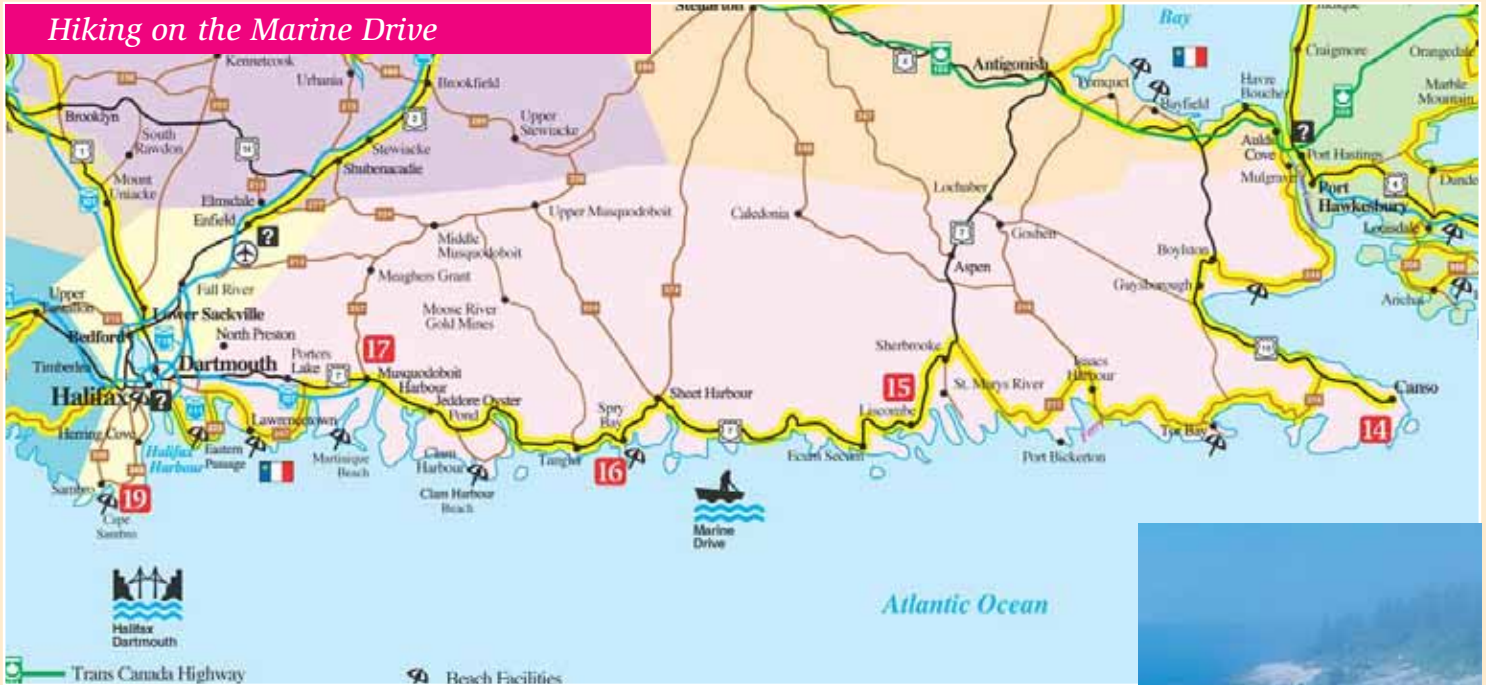 Hiking on the Marine Drive
Stellarton
Bay
Kennetcook
Urbania
Brookfield
Antigonish
Pomquet
Bayfield
Havre
Boucher
Craigmore
Orangedale
Marble
Mountain
Brooklyn
South
Rawdon
Upper
Stewiacke
Stewiacke
Shubenacadie
Mount
Uniacke
Elmsdale
Enfield
Aulds
Cove
Port Hastings
Mulgrave
Port
Hawkesbury
Louisdale
Lochaber
Caledonia
Goshen
Aspen
Upper Musquodoboit
Middle
Musquodoboit
Meaghers Grant
Moose River
Gold Mines
Boylston
Guysborough
Arichat
Fall River
Upper
Tantallon
Lower Sackville
Bedford
North Preston
Timberlea
Dartmouth
Porters
Lake
7
17
Musquodoboit
Harbour
Halifax
Jeddore Oyster
Pond
Spry
Bay
Sheet Harbour
7
Sherbrooke
15
St. Marys River
Isaacs
Harbour
Liscombe
Canso
14
Lawrencetown
Herring Cove
Halifax
Harbour
Eastern
Passage
Martinique
Beach
Clam
Harbour
Clam Harbour
Beach
Tangier
16
Ecum Secum
Port Bickerton
Tor Bay
Ferry
Sambro
19
Cape
Sambro
Marine
Drive
Atlantic Ocean
Halifax
Dartmouth
Trans Canada Highway
Beach Facilities